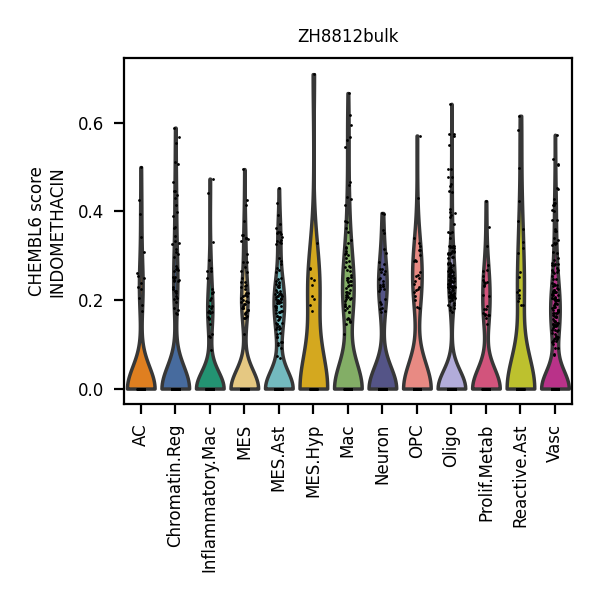 ZH8812bulk
CHEMBL6 score
INDOMETHACIN
0.6
0.4
0.2
0.0
AC
Chromatin.Reg
Inflammatory.Mac
MES
MES.Ast
MES.Hyp
Mac
Neuron
OPC
Oligo
Prolif.Metab
Reactive.Ast
Vasc